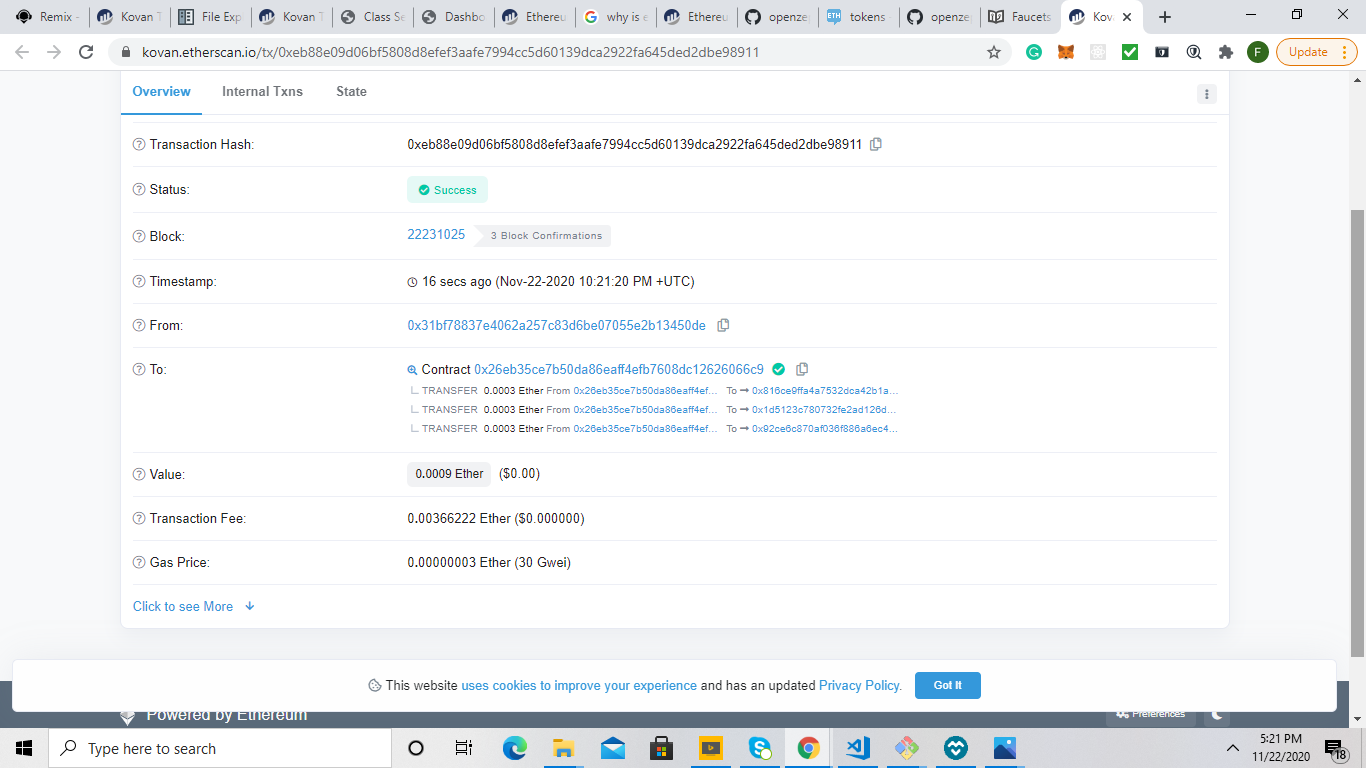 Remix -
Kovan T
File Exp
Kovan T
Class Se
Dashbo
Ethereu
why is e
Ethereu
openze
tokens
openze
Faucets
Kov
kovan.etherscan.io/tx/0xeb88e09d06bf5808d8efef3aafe7994cc5d60139dca2922fa645ded2dbe98911
F
Update
Overview
Internal Txns
State
Transaction Hash:
0xeb88e09d06bf5808d8efef3aafe7994cc5d60139dca2922fa645ded2dbe98911
Status:
Success
Block:
22231025
3 Block Confirmations
Timestamp:
16 secs ago (Nov-22-2020 10:21:20 PM +UTC)
From:
0x31bf78837e4062a257c83d6be07055e2b13450de
To:
Contract 0x26eb35ce7b50da86eaff4efb7608dc12626066c9
TRANSFER 0.0003 Ether From 0x26eb35ce7b50da86eaff4ef... To → 0x816ce9ffa4a7532dca42b1a...
TRANSFER 0.0003 Ether From 0x26eb35ce7b50da86eaff4ef... To → 0x1d5123c780732fe2ad126d...
TRANSFER 0.0003 Ether From 0x26eb35ce7b50da86eaff4ef... To → 0x92ce6c870af036f886a6ec4...
Value:
0.0009 Ether ($0.00)
Transaction Fee:
0.00366222 Ether ($0.000000)
Gas Price:
0.00000003 Ether (30 Gwei)
Click to see More
This website uses cookies to improve your experience and has an updated Privacy Policy.
Got It
Powered by Ethereum
Preferences
Type here to search
5:21 PM
11/22/2020
18